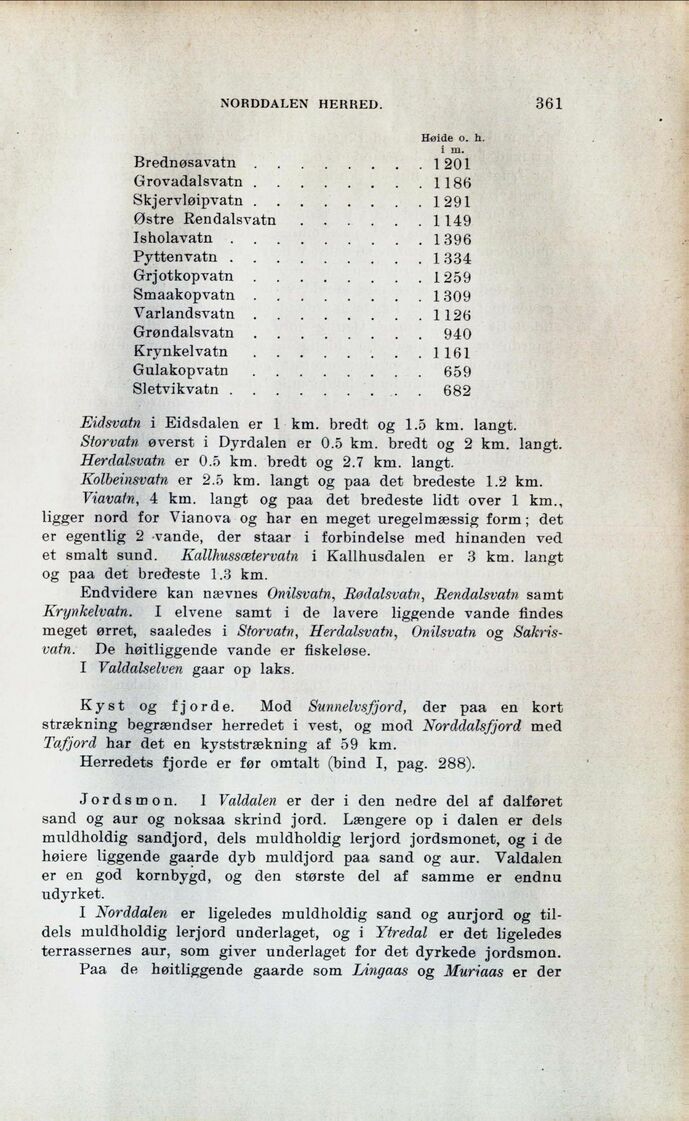 NORDDALEN HERRED. 361
Høide o. h.
i m.
Brednøsavatn . . . . . . . . 1201
Grovadalsvatn . . . . . . . . 1186
Skjervløipvatn . . . . . . . . 1291
Østre Rendalsvatn . . . . . . 1149
Isholavatn . . . . . . . . . 1396
Pyttenvatn . . . . . . . . . 1334
Grjotkopvatn . . . . . . . . 1259
Smaakopvatn . . . . . . . . 1309
Varlandsvatn . . . . . . . . 1126
Grøndalsvatn . . . . . . . . 940
Krynkelvatn . . . . . . . . 1161
Gulakopvatn . . . . . . . . 659
Sletvikvatn . . . . . . . . . 682
Eidsvatn i Eidsdalen er 1 km. bredt og 1.5 km. langt.
Storvatn øverst i Dyrdalen er 0.5 km. bredt og 2 km. langt.
Herdalsvatn er 0.5 km. bredt og 2.7 km. langt.
Kolbeinsvatn er 2.5 km. langt og paa det bredeste 1.2 km.
Viavatn, 4 km. langt og paa det bredeste lidt over 1 km.,
ligger nord for Vianova og har en meget uregelmæssig form; det
er egentlig 2 vande, der staar i forbindelse med hinanden ved
et smalt sund. Kallhussætervatn i Kallhusdalen er 3 km. langt
og paa det bredeste 1.3 km.
Endvidere kan nævnes Onilsvatn, Rødalsvatn, Rendalsvatn samt
Krynkelvatn. I elvene samt i de lavere liggende vande findes
meget ørret, saaledes i Storvatn, Herdalsvatn, Onilsvatn og Sakris-
vatn. De høitliggende vande er fiskeløse.
I Valdalselven gaar op laks.
Kyst og fjorde. Mod Sunnelvsfjord, der paa en kort
strækning begrændser herredet i vest, og mod Norddalsfjord med
Tafjord har det en kyststrækning af 59 km.
Herredets fjorde er før omtalt (bind I, pag. 288).
Jordsmon. I Valdalen er der i den nedre del af dalføret
sand og aur og noksaa skrind jord. Længere op i dalen er dels
muldholdig sandjord, dels muldholdig lerjord jordsmonet, og i de
høiere liggende gaarde dyb muldjord paa sand og aur. Valdalen
er en god kornbygd, og den største del af samme er endnu
udyrket.
I Norddalen er ligeledes muldholdig sand og aurjord og til-
dels muldholdig lerjord underlaget, og i Ytredal er det ligeledes
terrassernes aur, som giver underlaget for det dyrkede jordsmon.
Paa de høitliggende gaarde som Lingaas og Muriaas er der